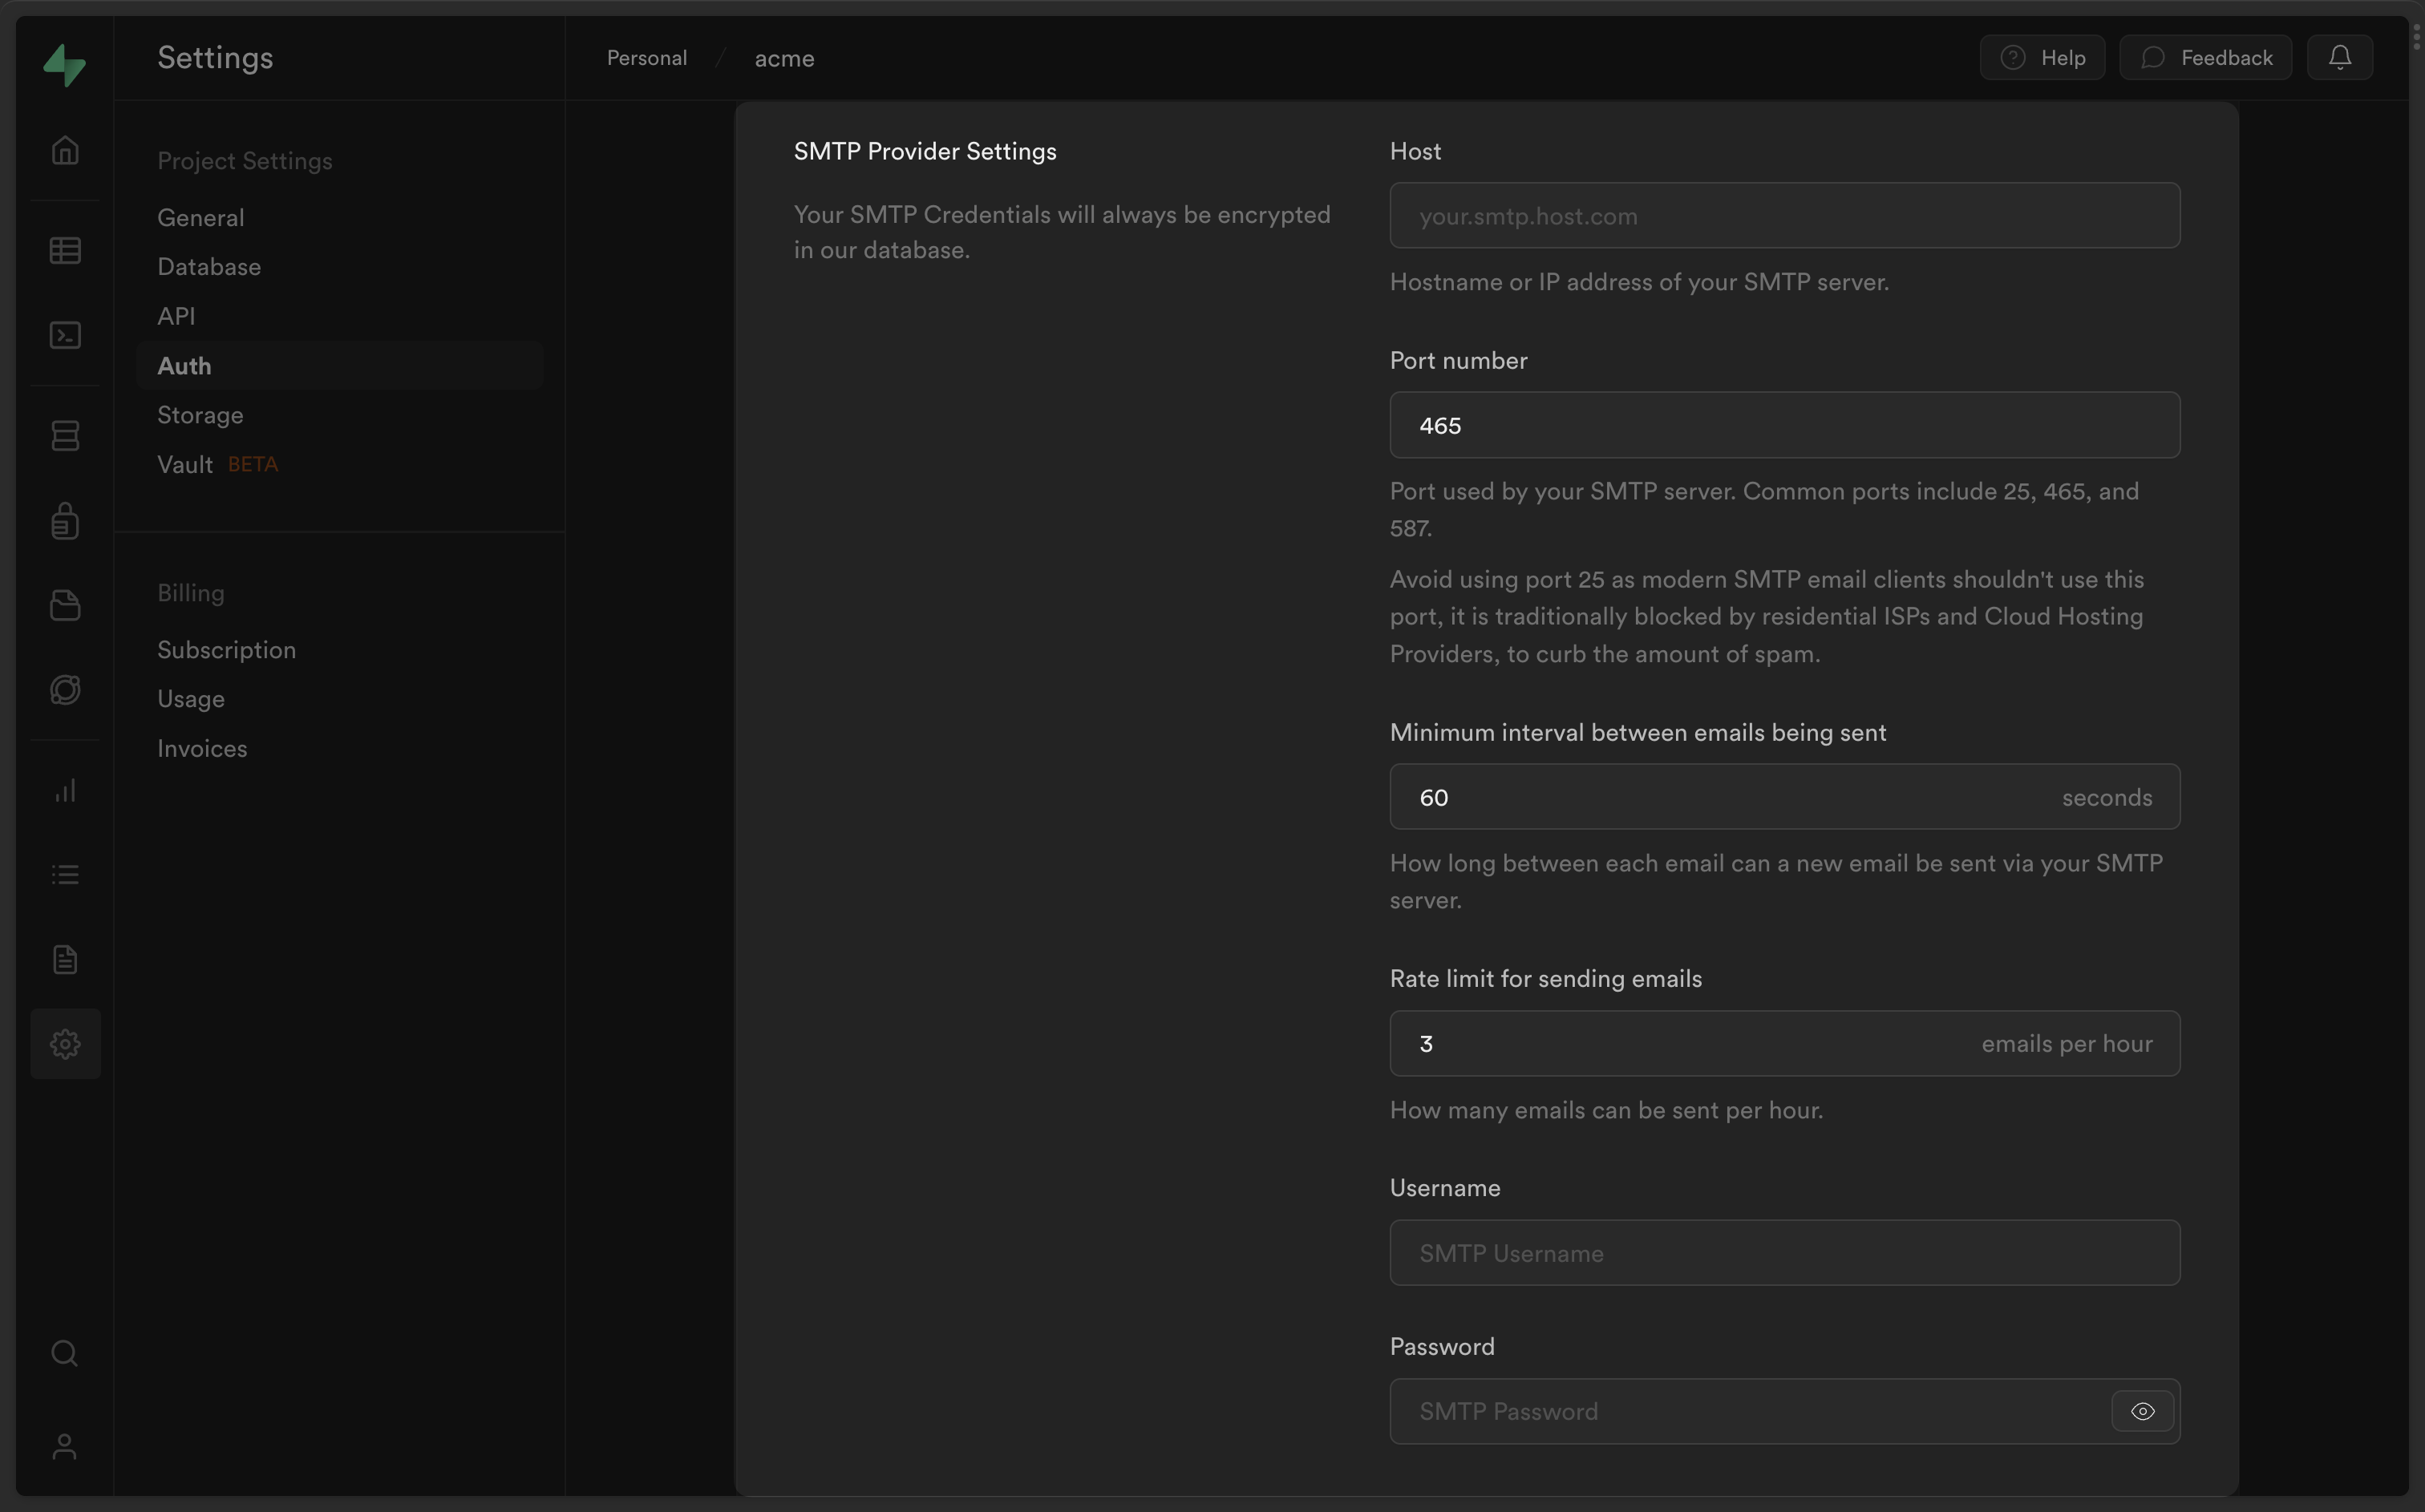 Settings
Personal / acme
Help
Feedback
Project Settings
General
Database
API
Auth
Storage
Vault BETA
Billing
Subscription
Usage
Invoices
SMTP Provider Settings
Your SMTP Credentials will always be encrypted
in our database.
Host
your.smtp.host.com
Hostname or IP address of your SMTP server.
Port number
465
Port used by your SMTP server. Common ports include 25, 465, and
587.
Avoid using port 25 as modern SMTP email clients shouldn't use this
port, it is traditionally blocked by residential ISPs and Cloud Hosting
Providers, to curb the amount of spam.
Minimum interval between emails being sent
60 seconds
How long between each email can a new email be sent via your SMTP
server.
Rate limit for sending emails
3 emails per hour
How many emails can be sent per hour.
Username
SMTP Username
Password
SMTP Password